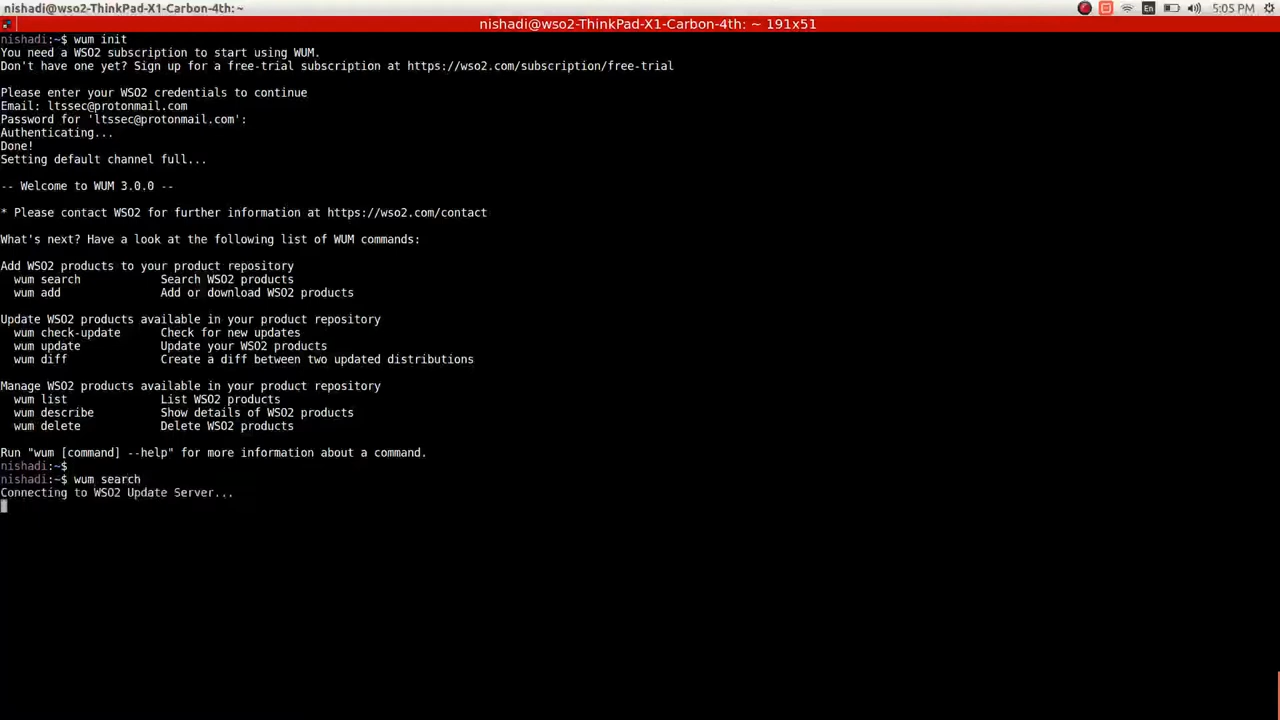 nishadi@wso2-ThinkPad-X1-Carbon-4th: ~
En
5:05 PM
nishadi@wso2-ThinkPad-X1-Carbon-4th: ~ 191x51
nishadi:~$ wum init
You need a WSO2 subscription to start using WUM.
Don't have one yet? Sign up for a free-trial subscription at https://wso2.com/subscription/free-trial
Please enter your WSO2 credentials to continue
Email: ltssec@protonmail.com
Password for 'ltssec@protonmail.com':
Authenticating...
Done!
Setting default channel full...
-- Welcome to WUM 3.0.0 --
* Please contact WSO2 for further information at https://wso2.com/contact
What's next? Have a look at the following list of WUM commands:
Add WSO2 products to your product repository
wum search Search WSO2 products
wum add Add or download WSO2 products
Update WSO2 products available in your product repository
wum check-update Check for new updates
wum update Update your WSO2 products
wum diff Create a diff between two updated distributions
Manage WSO2 products available in your product repository
wum list List WSO2 products
wum describe Show details of WSO2 products
wum delete Delete WSO2 products
Run "wum [command] --help" for more information about a command.
nishadi:~$
nishadi:~$ wum search
Connecting to WSO2 Update Server...